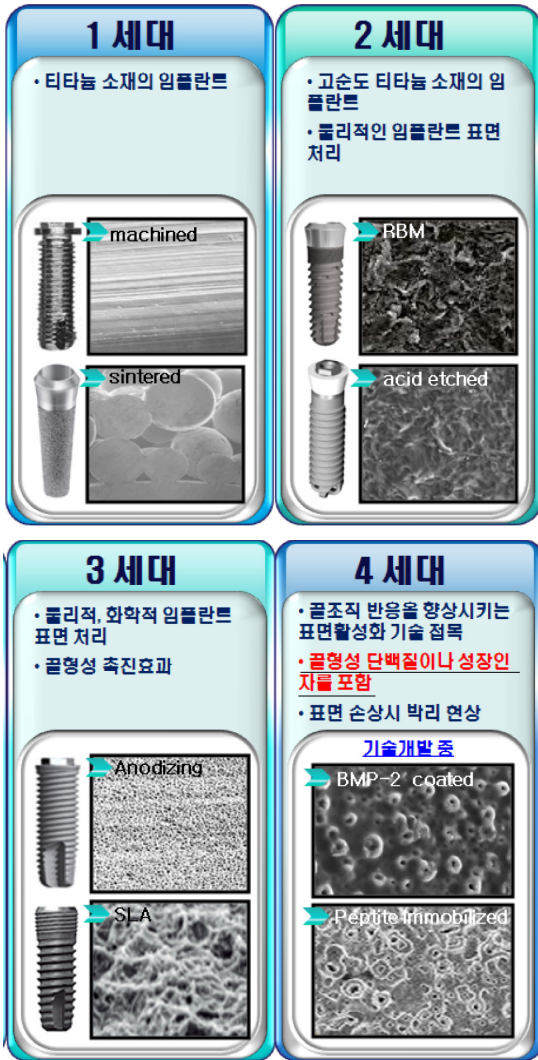 1 세대
• 티타늄 소재의 임플란트
machined
sintered
2 세대
• 고순도 티타늄 소재의 임
플란트
• 물리적인 임플란트 표면
처리
RBM
acid etched
3 세대
• 물리적, 화학적 임플란트
표면 처리
• 골형성 촉진효과
Anodizing
SLA
4 세대
• 골조직 반응을 향상시키는
표면활성화 기술 접목
• 골형성 단백질이나 성장인
자를 포함
• 표면 손상시 박리 현상
기술개발 중
BMP-2 coated
Peptite Immobilized